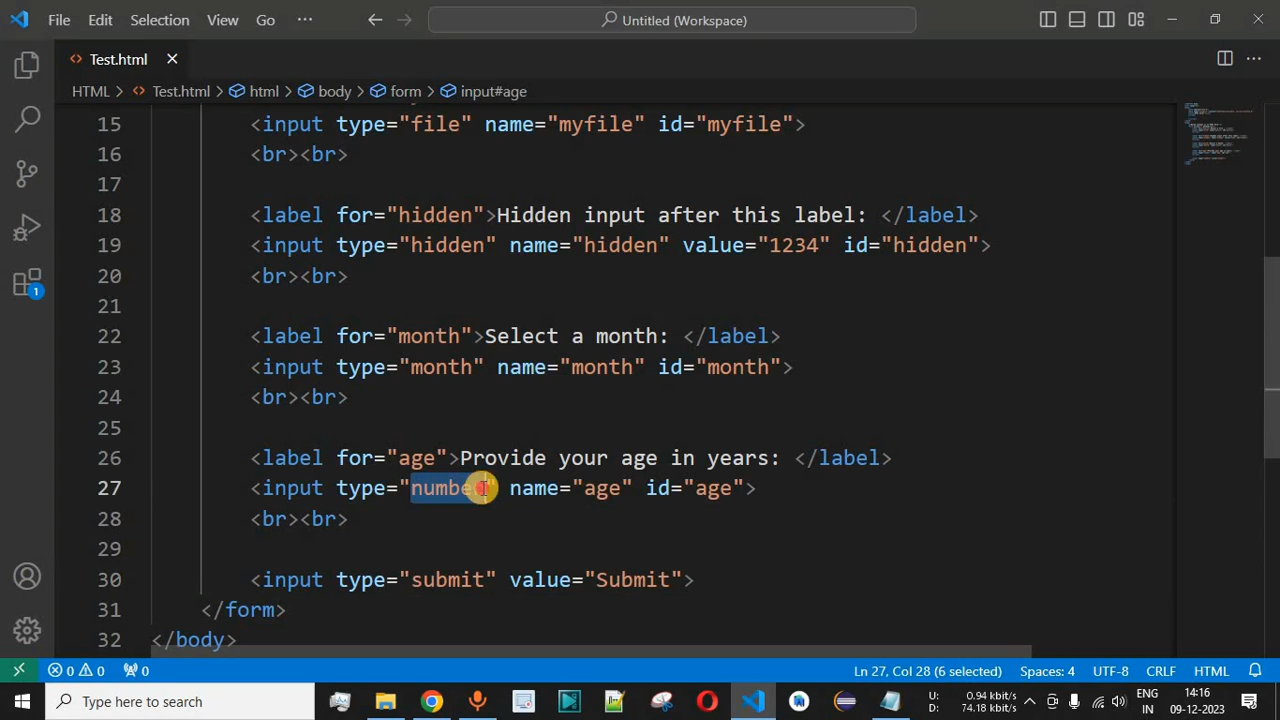 File Edit Selection View Go ··· Untitled (Workspace)
Test.html
HTML > Test.html > html > body > form > input#age
15 <input type="file" name="myfile" id="myfile">
16 <br><br>
17
18 <label for="hidden">Hidden input after this label: </label>
19 <input type="hidden" name="hidden" value="1234" id="hidden">
20 <br><br>
21
22 <label for="month">Select a month: </label>
23 <input type="month" name="month" id="month">
24 <br><br>
25
26 <label for="age">Provide your age in years: </label>
27 <input type="number" name="age" id="age">
28 <br><br>
29
30 <input type="submit" value="Submit">
31 </form>
32 </body>
1
0 0 0 Ln 27, Col 28 (6 selected) Spaces: 4 UTF-8 CRLF HTML
Type here to search
U: 0.94 kbit/s
D: 74.18 kbit/s
ENG
IN
14:16
09-12-2023